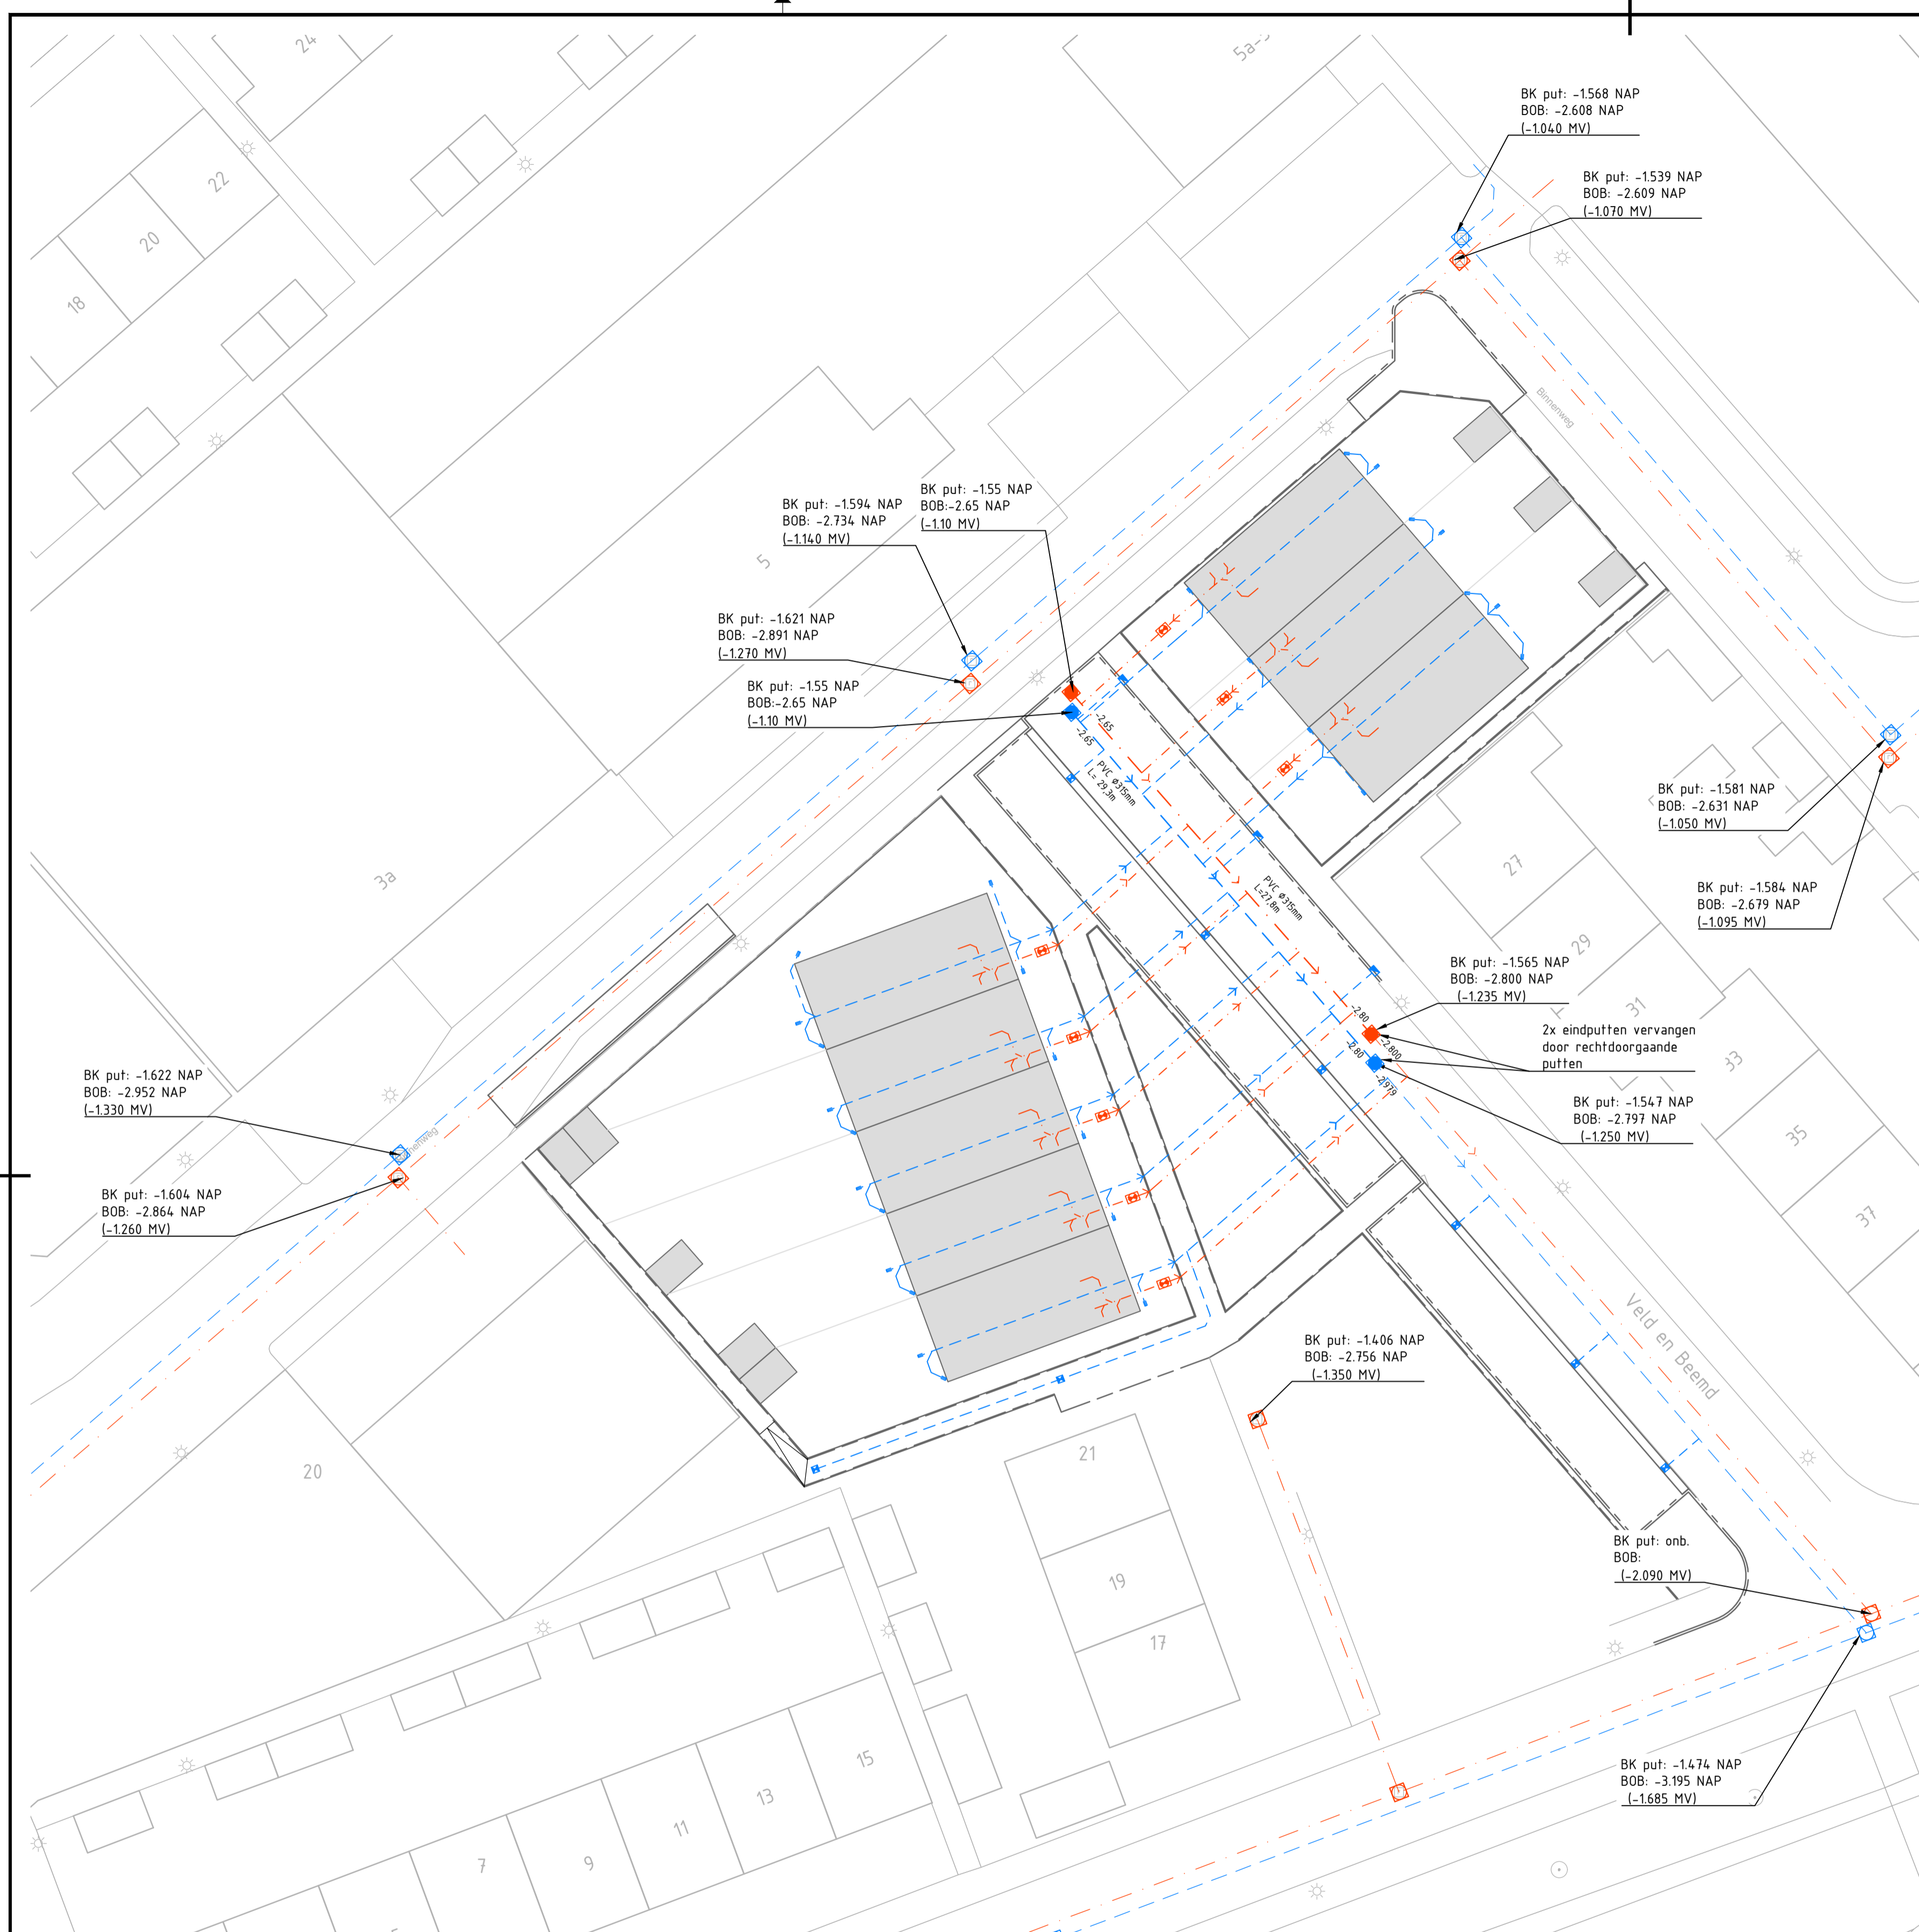 24
5a-
22
20
18
BK put: -1.568 NAP
BOB: -2.608 NAP
(-1.040 MV)
BK put: -1.539 NAP
BOB: -2.609 NAP
(-1.070 MV)
Binnenweg
BK put: -1.594 NAP
BOB: -2.734 NAP
(-1.140 MV)
BK put: -1.55 NAP
BOB:-2.65 NAP
(-1.10 MV)
5
BK put: -1.621 NAP
BOB: -2.891 NAP
(-1.270 MV)
BK put: -1.55 NAP
BOB:-2.65 NAP
(-1.10 MV)
-2.65
-2.65
PVC Ø315mm
L= 29,3m
PVC Ø315mm
L=27,8m
3a
BK put: -1.581 NAP
BOB: -2.631 NAP
(-1.050 MV)
BK put: -1.584 NAP
BOB: -2.679 NAP
(-1.095 MV)
27
29
31
33
35
37
BK put: -1.565 NAP
BOB: -2.800 NAP
(-1.235 MV)
-2.80
-2.800
-2.80
-2.979
2x eindputten vervangen
door rechtdoorgaande
putten
BK put: -1.547 NAP
BOB: -2.797 NAP
(-1.250 MV)
BK put: -1.622 NAP
BOB: -2.952 NAP
(-1.330 MV)
BK put: -1.604 NAP
BOB: -2.864 NAP
(-1.260 MV)
Veld en Beemd
BK put: -1.406 NAP
BOB: -2.756 NAP
(-1.350 MV)
20
21
19
17
BK put: onb.
BOB:
(-2.090 MV)
BK put: -1.474 NAP
BOB: -3.195 NAP
(-1.685 MV)
15
13
11
9
7